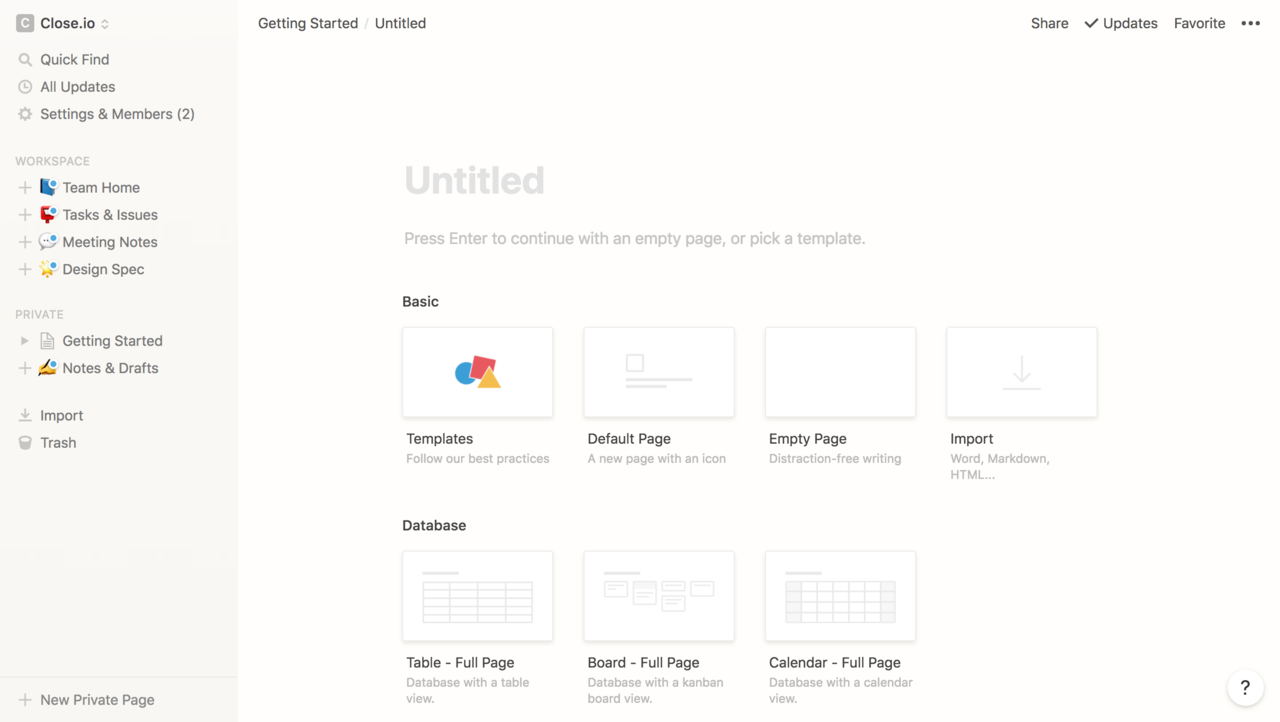 C Close.io
Quick Find
All Updates
Settings & Members (2)
WORKSPACE
Team Home
Tasks & Issues
Meeting Notes
Design Spec
PRIVATE
Getting Started
Notes & Drafts
Import
Trash
New Private Page
Getting Started / Untitled
Share
Updates
Favorite
Untitled
Press Enter to continue with an empty page, or pick a template.
Basic
Templates
Follow our best practices
Default Page
A new page with an icon
Empty Page
Distraction-free writing
Import
Word, Markdown,
HTML...
Database
Table - Full Page
Database with a table
view.
Board - Full Page
Database with a kanban
board view.
Calendar - Full Page
Database with a calendar
view.
?